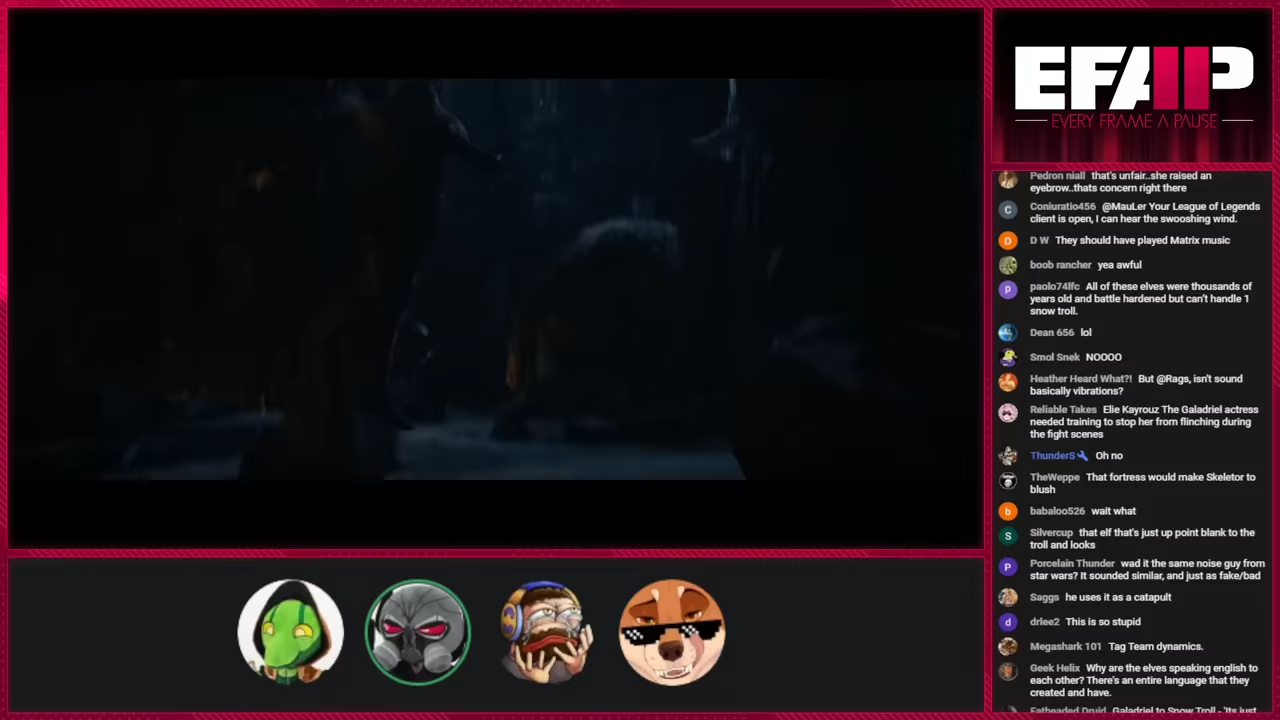 EFAP
EVERY FRAME A PAUSE
Pedron niall that's unfair..she raised an
eyebrow..thats concern right there
C
Coniuratio456 @MauLer Your League of Legends
client is open, I can hear the swooshing wind.
D
D W They should have played Matrix music
boob rancher yea awful
P
paolo74lfc All of these elves were thousands of
years old and battle hardened but can't handle 1
snow troll.
Dean 656 lol
Smol Snek NOOOO
Heather Heard What?! But @Rags, isn't sound
basically vibrations?
Reliable Takes Elie Kayrouz The Galadriel actress
needed training to stop her from flinching during
the fight scenes
ThunderS Oh no
TheWeppe That fortress would make Skeletor to
blush
b
babaloo526 wait what
S
Silvercup that elf that's just up point blank to the
troll and looks
P
Porcelain Thunder wad it the same noise guy from
star wars? It sounded similar, and just as fake/bad
Saggs he uses it as a catapult
d
drlee2 This is so stupid
Megashark 101 Tag Team dynamics.
Geek Helix Why are the elves speaking english to
each other? There's an entire language that they
created and have.
Fatheaded Druid Galadriel to Snow Troll - 'Its just